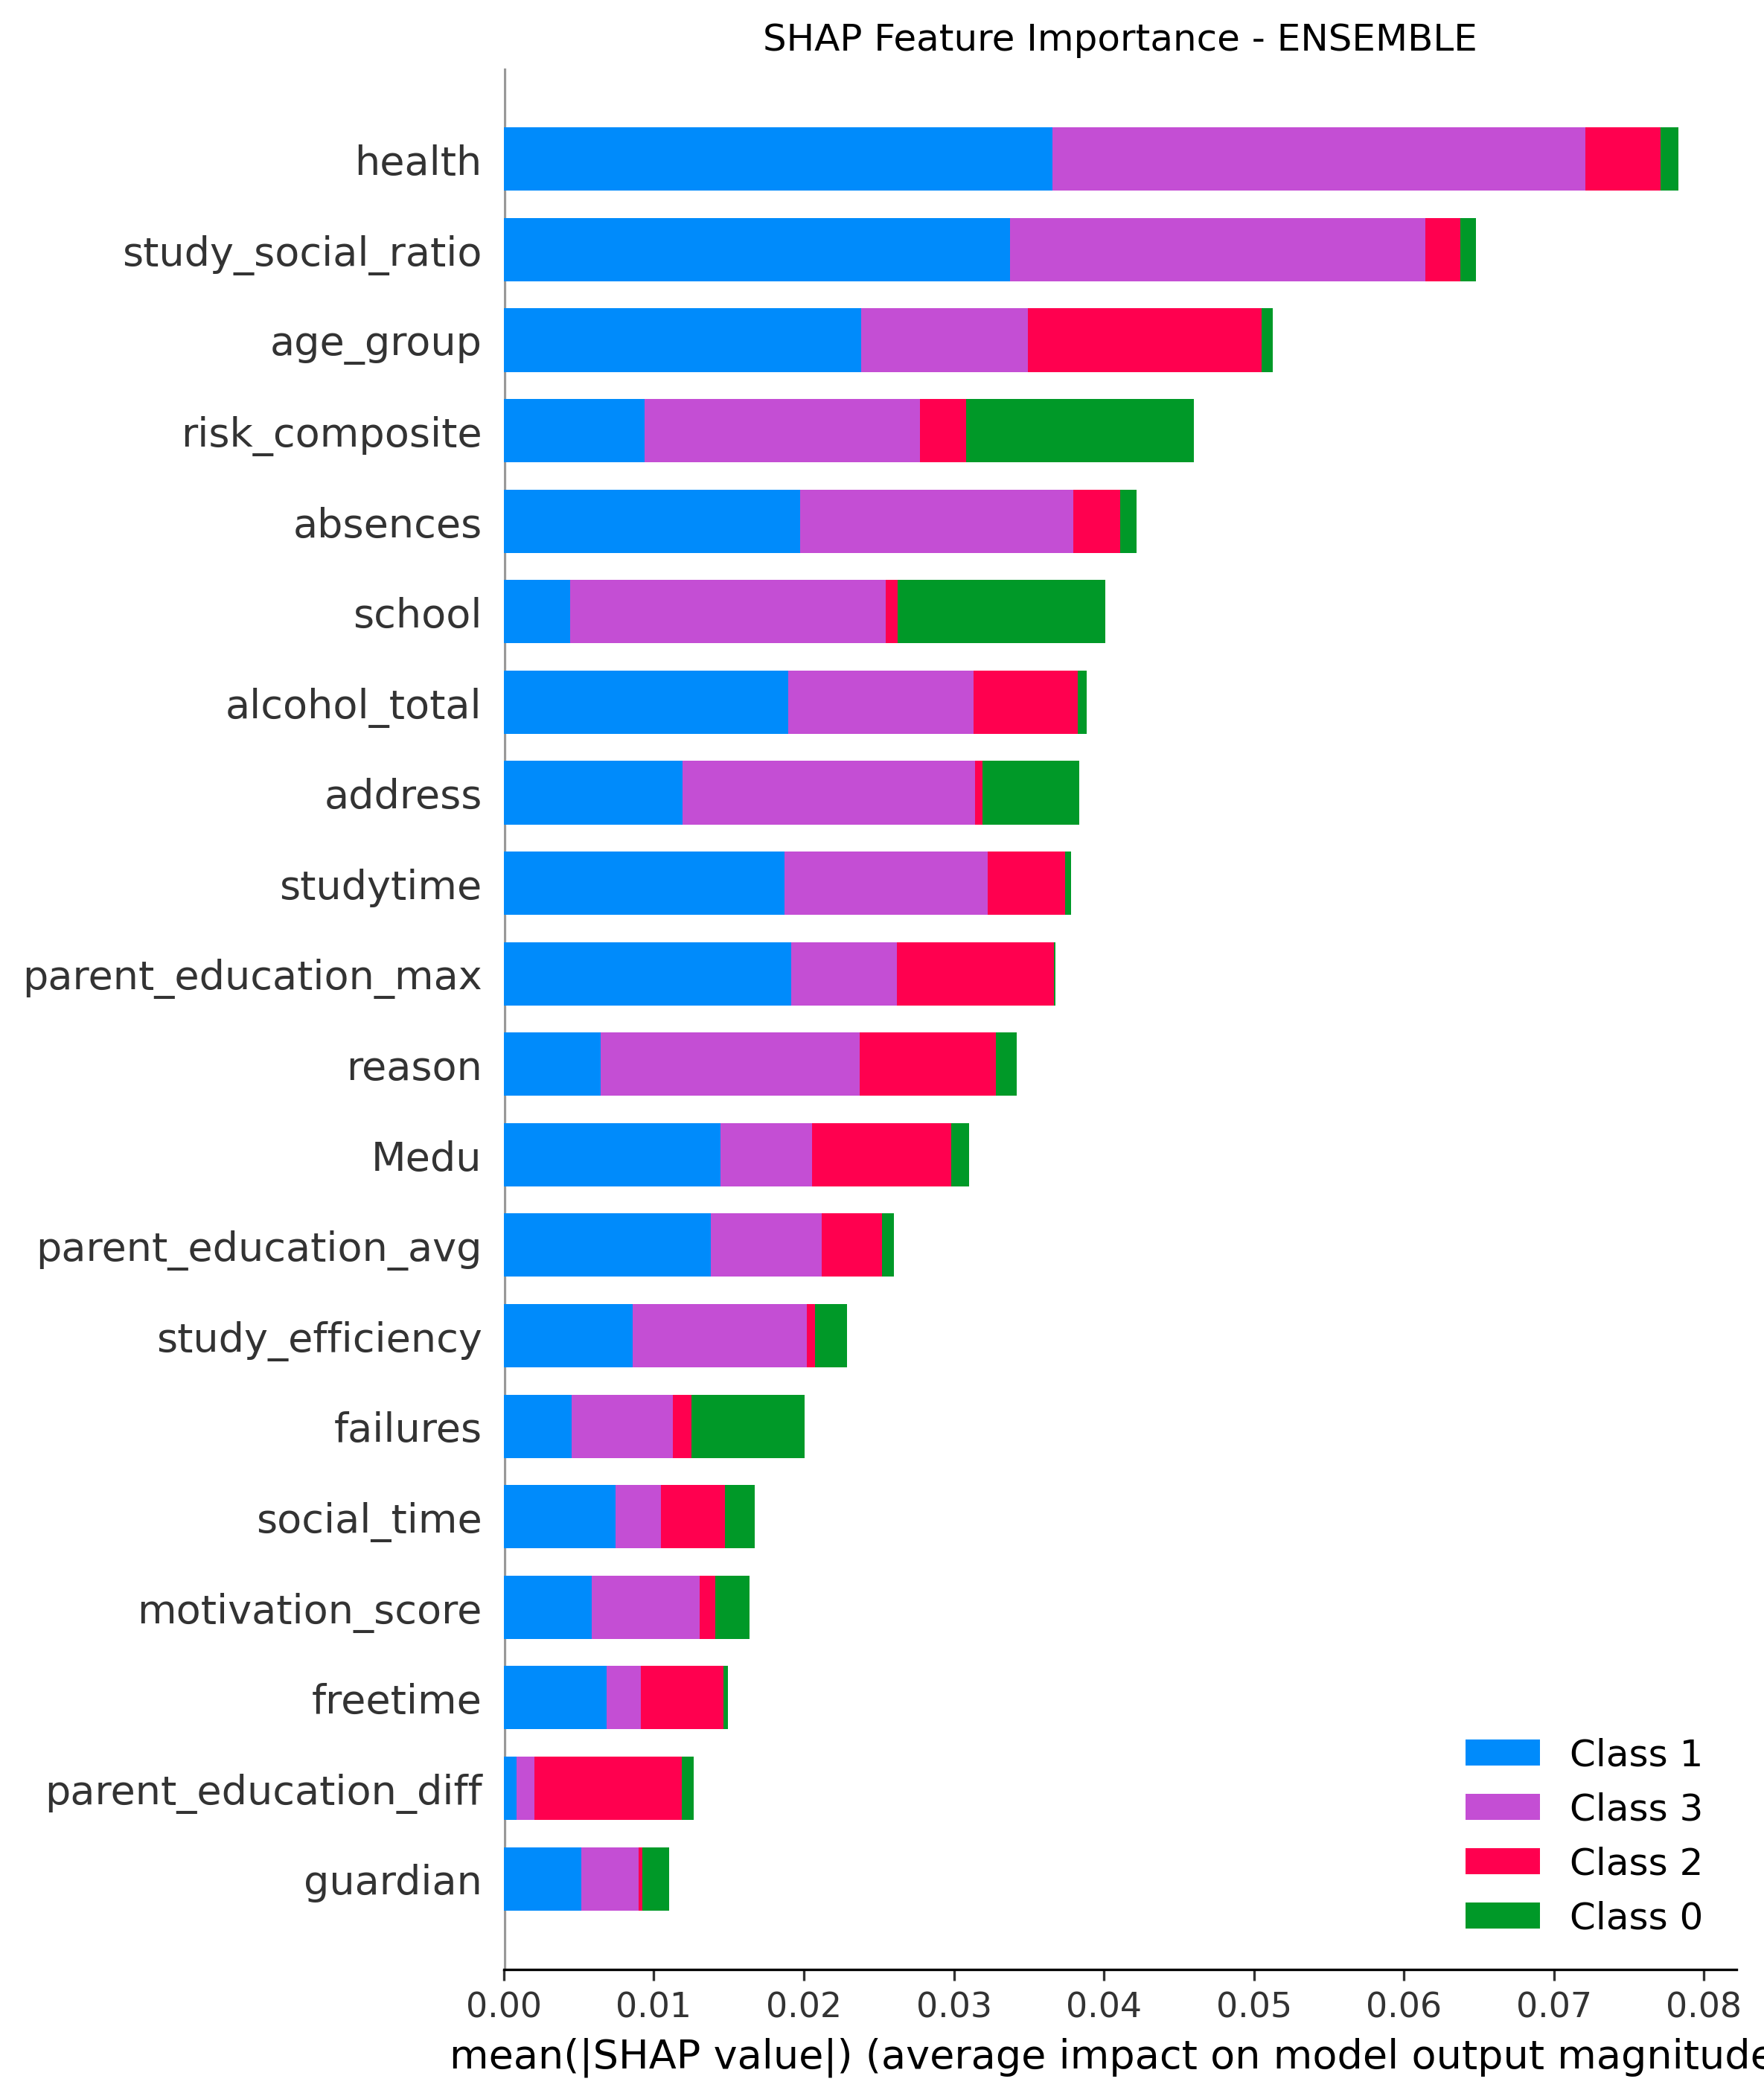 SHAP Feature Importance - ENSEMBLE
health
study_social_ratio
age_group
risk_composite
absences
school
alcohol_total
address
studytime
parent_education_max
reason
Medu
parent_education_avg
study_efficiency
failures
social_time
motivation_score
freetime
parent_education_diff
guardian
Class 1
Class 3
Class 2
Class 0
0.00 0.01 0.02 0.03 0.04 0.05 0.06 0.07 0.08
mean(|SHAP value|) (average impact on model output magnitude